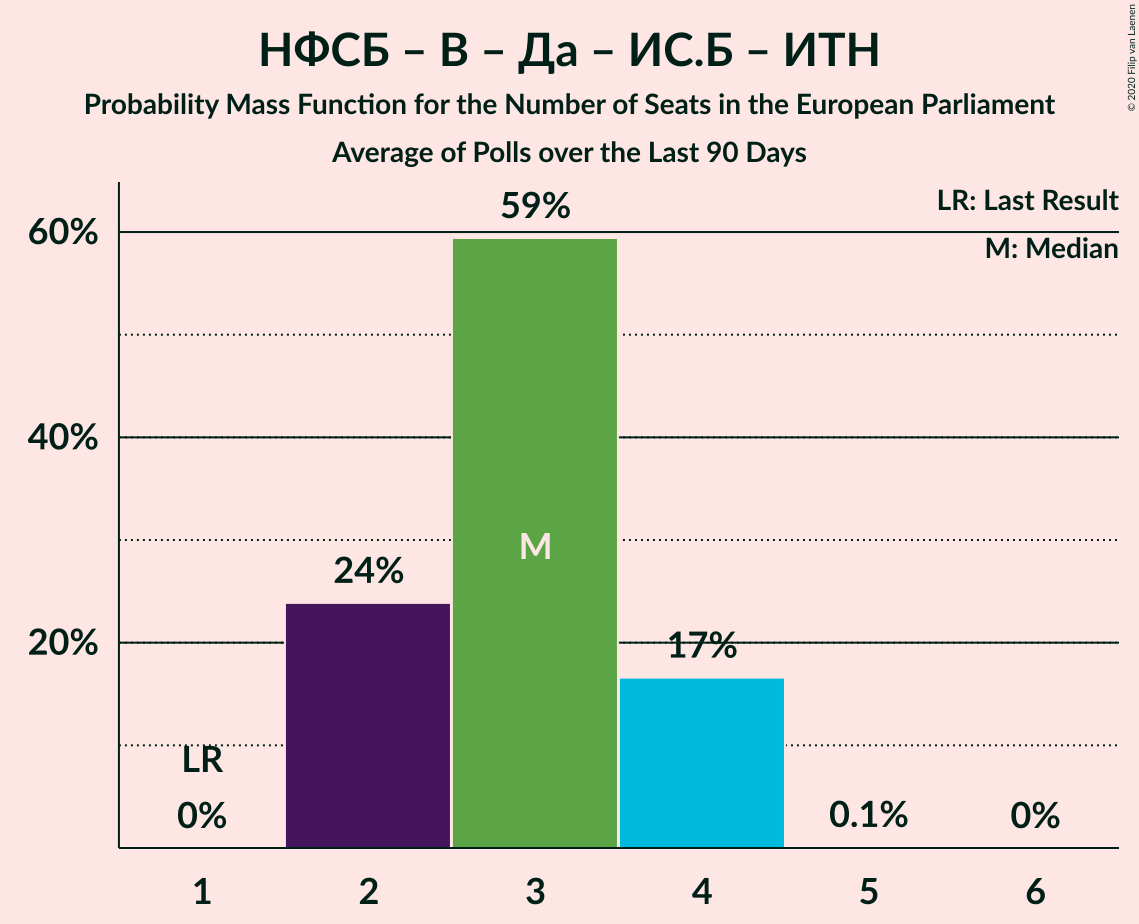 НФСБ – В – Да – ИС.Б – ИТН
Probability Mass Function for the Number of Seats in the European Parliament
Average of Polls over the Last 90 Days
© 2020 Filip van Laenen
LR: Last Result
M: Median
60%
40%
20%
59%
24%
17%
M
LR
0%
0.1%
0%
1 2 3 4 5 6